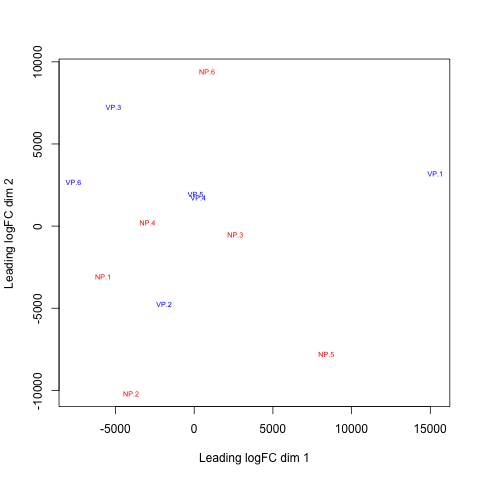 10000
5000
0
-5000
-10000
Leading logFC dim 2
NP.6
VP.3
VP.1
VP.6
VP.5
VP.4
NP.4
NP.3
NP.1
VP.2
NP.5
NP.2
-5000 0 5000 10000 15000
Leading logFC dim 1